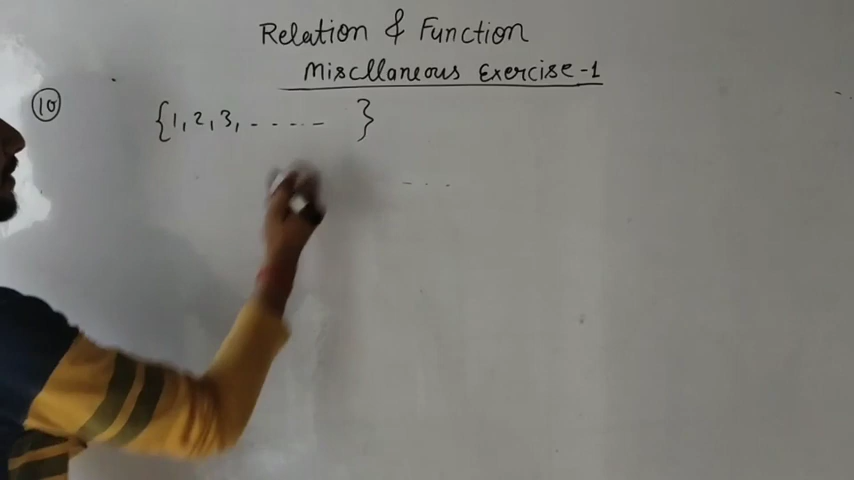 Relation & Function
Miscllaneous Exercise-1
10 {1, 2, 3, - - - - - }